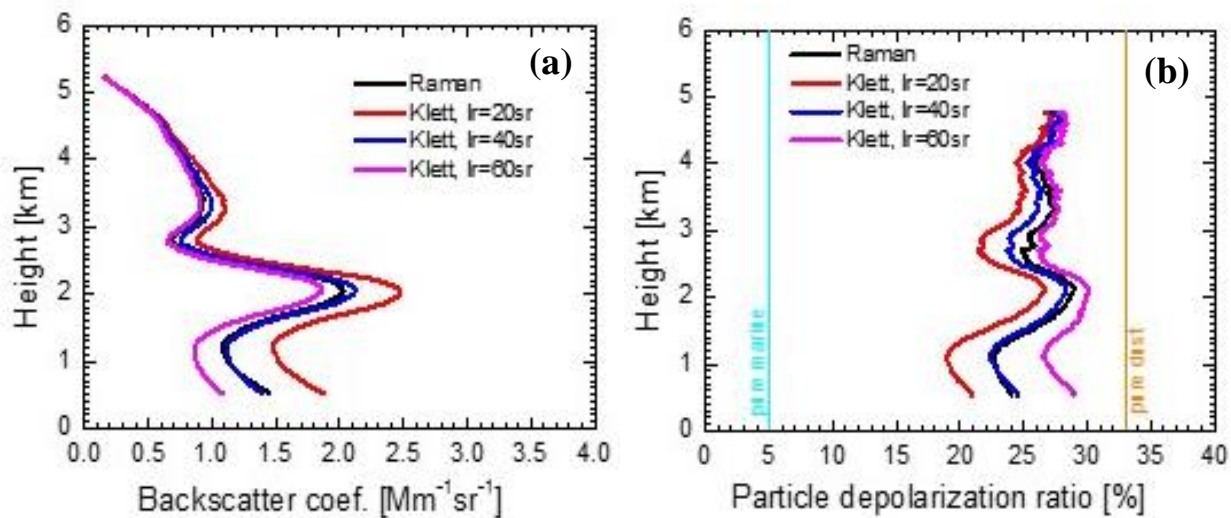 6
5
4
3
2
1
0
Height [km]
(a)
Raman
Klett, lr=20sr
Klett, lr=40sr
Klett, lr=60sr
0.0 0.5 1.0 1.5 2.0 2.5 3.0 3.5 4.0
Backscatter coef. [Mm⁻¹sr⁻¹]
6
5
4
3
2
1
0
Height [km]
(b)
Raman
Klett, lr=20sr
Klett, lr=40sr
Klett, lr=60sr
pure marine
pure dust
0 5 10 15 20 25 30 35 40
Particle depolarization ratio [%]